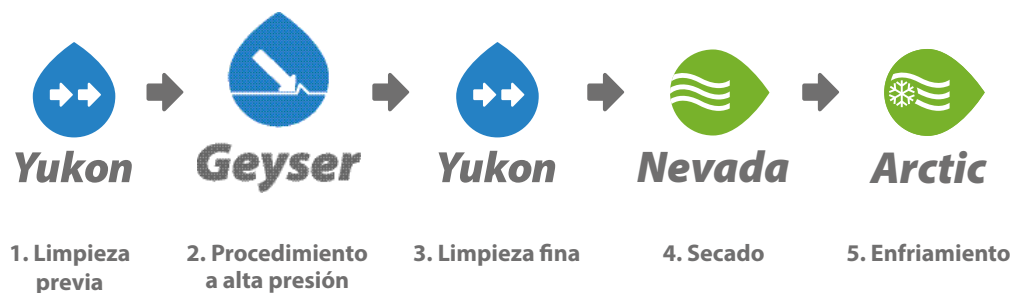 Yukon
Geyser
Yukon
Nevada
Arctic
1. Limpieza
previa
2. Procedimiento
a alta presión
3. Limpieza fina
4. Secado
5. Enfriamiento